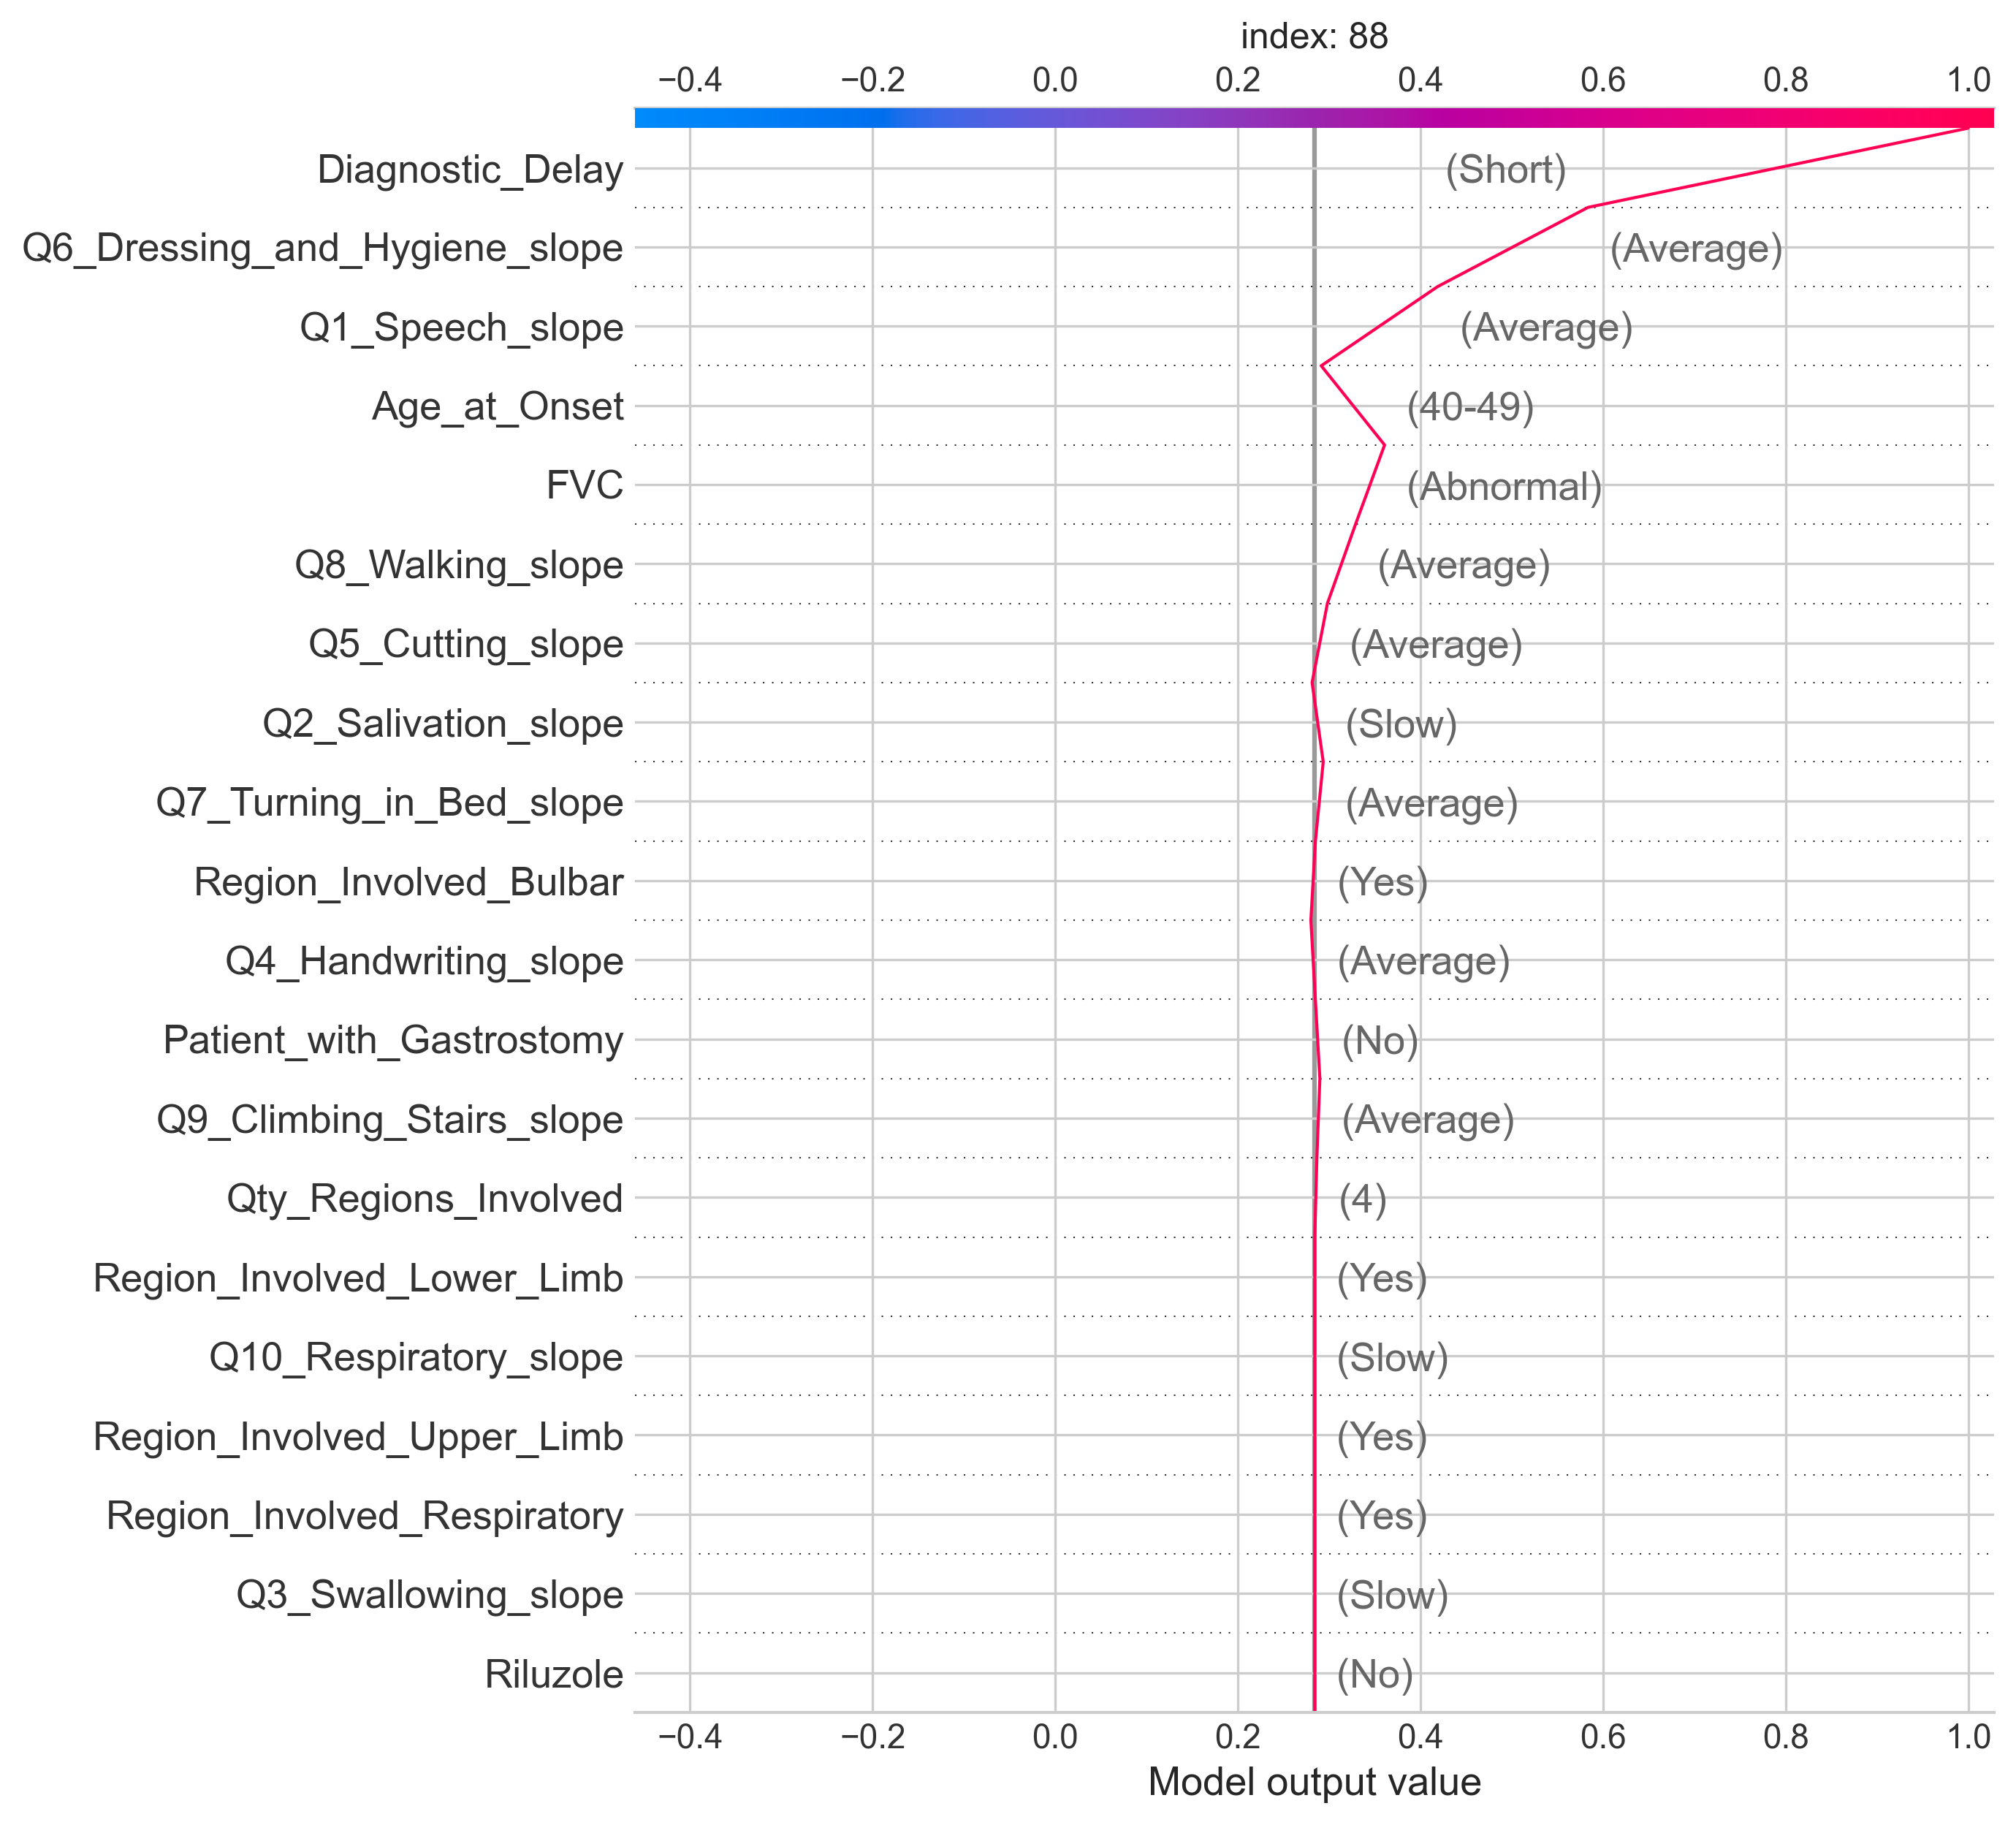 index: 88
−0.4 −0.2 0.0 0.2 0.4 0.6 0.8 1.0
Diagnostic_Delay (Short)
Q6_Dressing_and_Hygiene_slope (Average)
Q1_Speech_slope (Average)
Age_at_Onset (40-49)
FVC (Abnormal)
Q8_Walking_slope (Average)
Q5_Cutting_slope (Average)
Q2_Salivation_slope (Slow)
Q7_Turning_in_Bed_slope (Average)
Region_Involved_Bulbar (Yes)
Q4_Handwriting_slope (Average)
Patient_with_Gastrostomy (No)
Q9_Climbing_Stairs_slope (Average)
Qty_Regions_Involved (4)
Region_Involved_Lower_Limb (Yes)
Q10_Respiratory_slope (Slow)
Region_Involved_Upper_Limb (Yes)
Region_Involved_Respiratory (Yes)
Q3_Swallowing_slope (Slow)
Riluzole (No)
−0.4 −0.2 0.0 0.2 0.4 0.6 0.8 1.0
Model output value